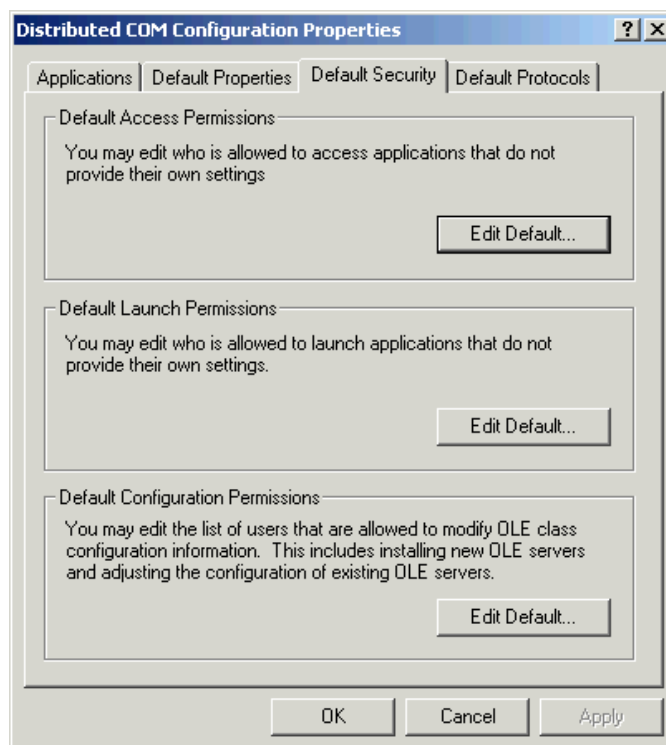 Distributed COM Configuration Properties
Applications Default Properties Default Security Default Protocols
Default Access Permissions
You may edit who is allowed to access applications that do not
provide their own settings
Edit Default...
Default Launch Permissions
You may edit who is allowed to launch applications that do not
provide their own settings.
Edit Default...
Default Configuration Permissions
You may edit the list of users that are allowed to modify OLE class
configuration information. This includes installing new OLE servers
and adjusting the configuration of existing OLE servers.
Edit Default...
OK Cancel Apply